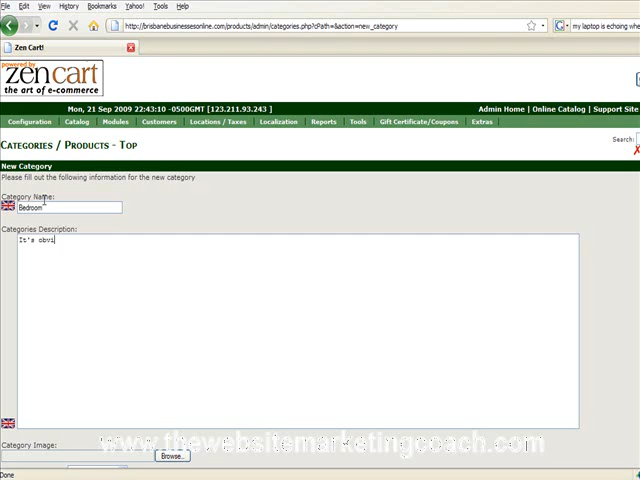 File Edit View History Bookmarks Yahoo! Tools Help
http://brisbanebusinessesonline.com/products/admin/categories.php?cPath=&action=new_category
my laptop is echoing whe
Zen Cart!
powered by
zencart
the art of e-commerce
Mon, 21 Sep 2009 22:43:10 -0500GMT [123.211.93.243 ]
Admin Home | Online Catalog | Support Site
Configuration Catalog Modules Customers Locations / Taxes Localization Reports Tools Gift Certificate/Coupons Extras
Categories / Products - Top
Search:
New Category
Please fill out the following information for the new category
Category Name:
Bedroom
Categories Description:
It's obvi
Category Image:
Browse...
www.thewebsitemarketingcoach.com
Done